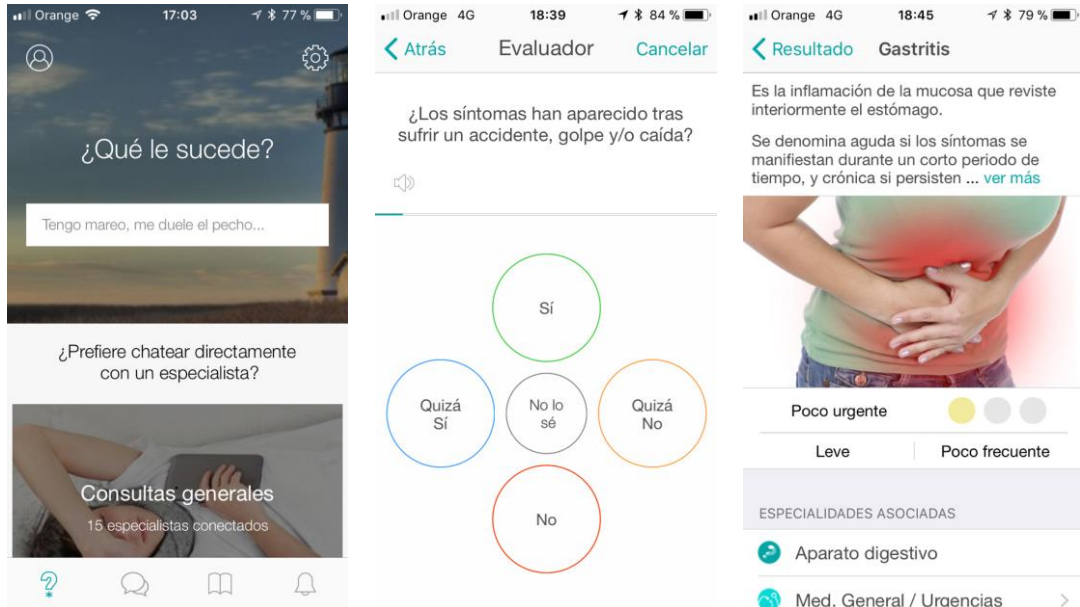 Orange
17:03
77 %
¿Qué le sucede?
Tengo mareo, me duele el pecho...
¿Prefiere chatear directamente
con un especialista?
Consultas generales
15 especialistas conectados
Orange 4G
18:39
84 %
Atrás
Evaluador
Cancelar
¿Los síntomas han aparecido tras
sufrir un accidente, golpe y/o caída?
Sí
Quizá
Sí
No lo
sé
Quizá
No
No
Orange 4G
18:45
79 %
Resultado
Gastritis
Es la inflamación de la mucosa que reviste
interiormente el estómago.
Se denomina aguda si los síntomas se
manifiestan durante un corto periodo de
tiempo, y crónica si persisten ... ver más
Poco urgente
Leve
Poco frecuente
ESPECIALIDADES ASOCIADAS
Aparato digestivo
Med. General / Urgencias